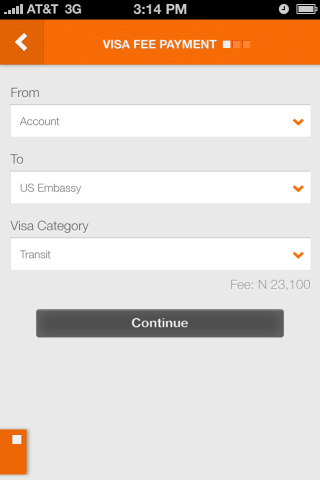 AT&T 3G 3:14 PM
VISA FEE PAYMENT
From
Account
To
US Embassy
Visa Category
Transit
Fee: N 23,100
Continue